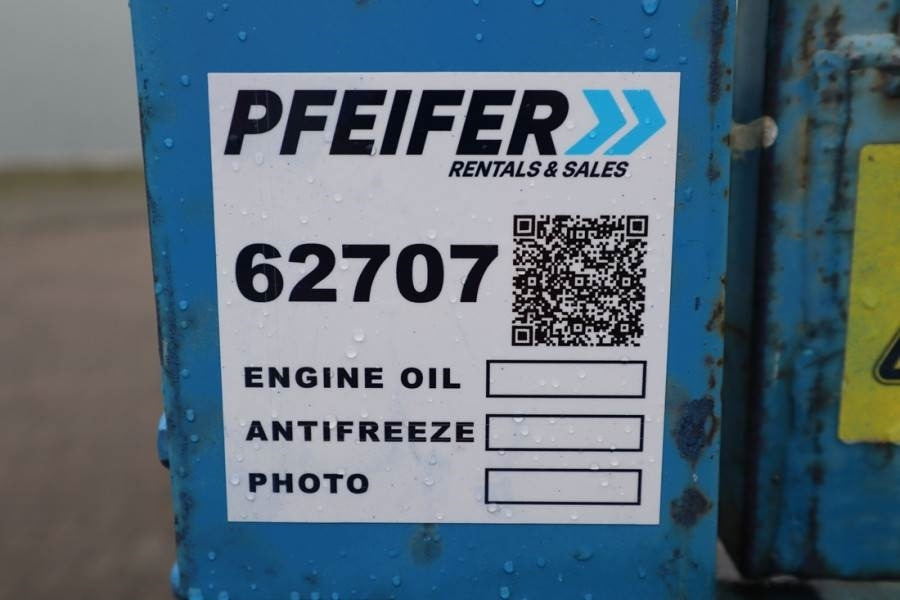 PFEIFER
RENTALS & SALES
62707
ENGINE OIL
ANTIFREEZE
PHOTO